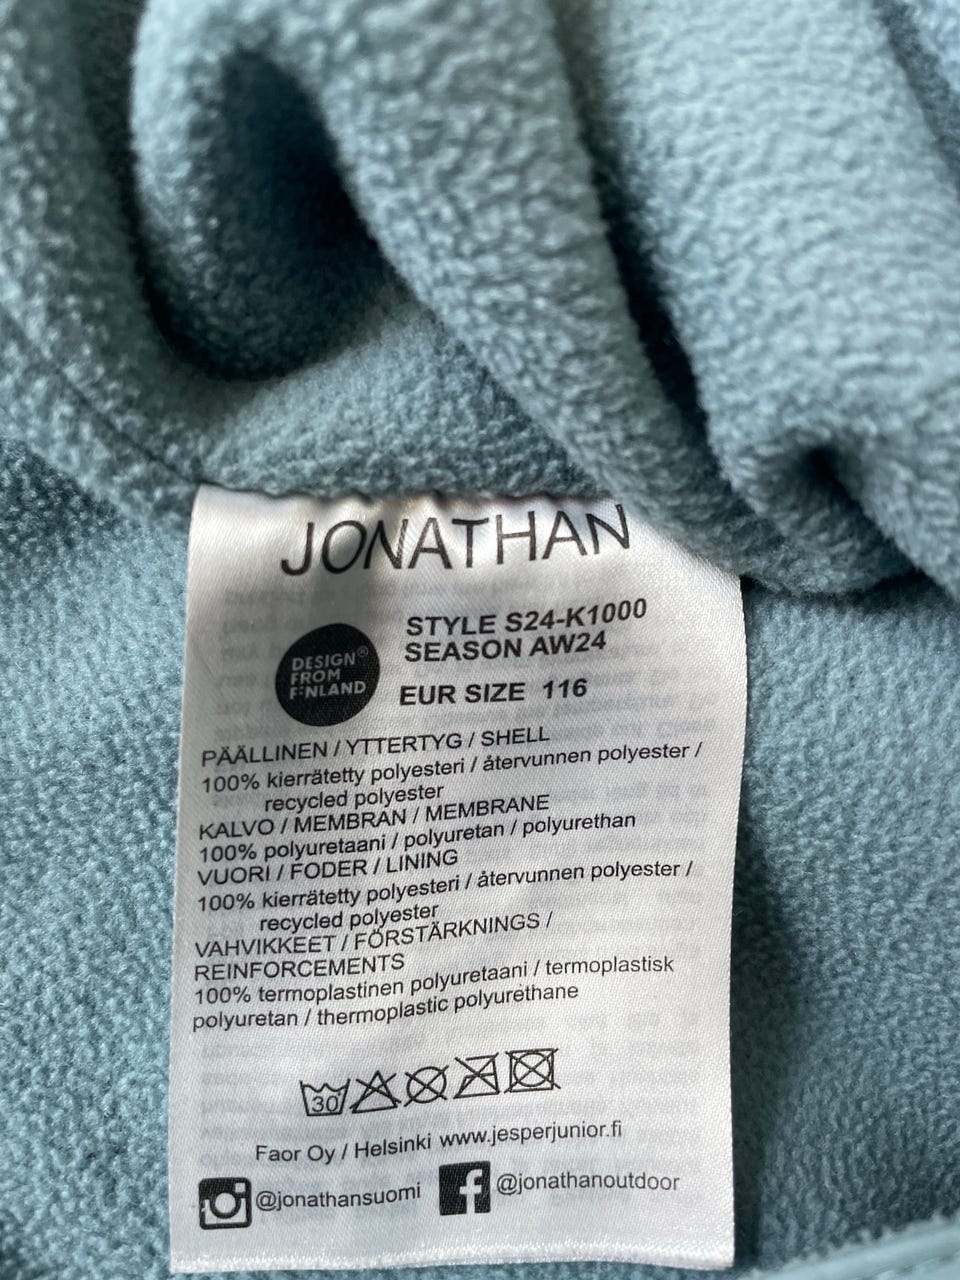 JONATHAN
DESIGN®
FROM
FINLAND
STYLE S24-K1000
SEASON AW24
EUR SIZE 116
PÄÄLLINEN / YTTERTYG / SHELL
100% kierrätetty polyesteri / återvunnen polyester /
recycled polyester
KALVO / MEMBRAN / MEMBRANE
100% polyuretaani / polyuretan / polyurethan
VUORI / FODER / LINING
100% kierrätetty polyesteri / återvunnen polyester /
recycled polyester
VAHVIKKEET / FÖRSTÄRKNINGS /
REINFORCEMENTS
100% termoplastinen polyuretaani / termoplastisk
polyuretan / thermoplastic polyurethane
30
Faor Oy / Helsinki www.jesperjunior.fi
@jonathansuomi @jonathanoutdoor